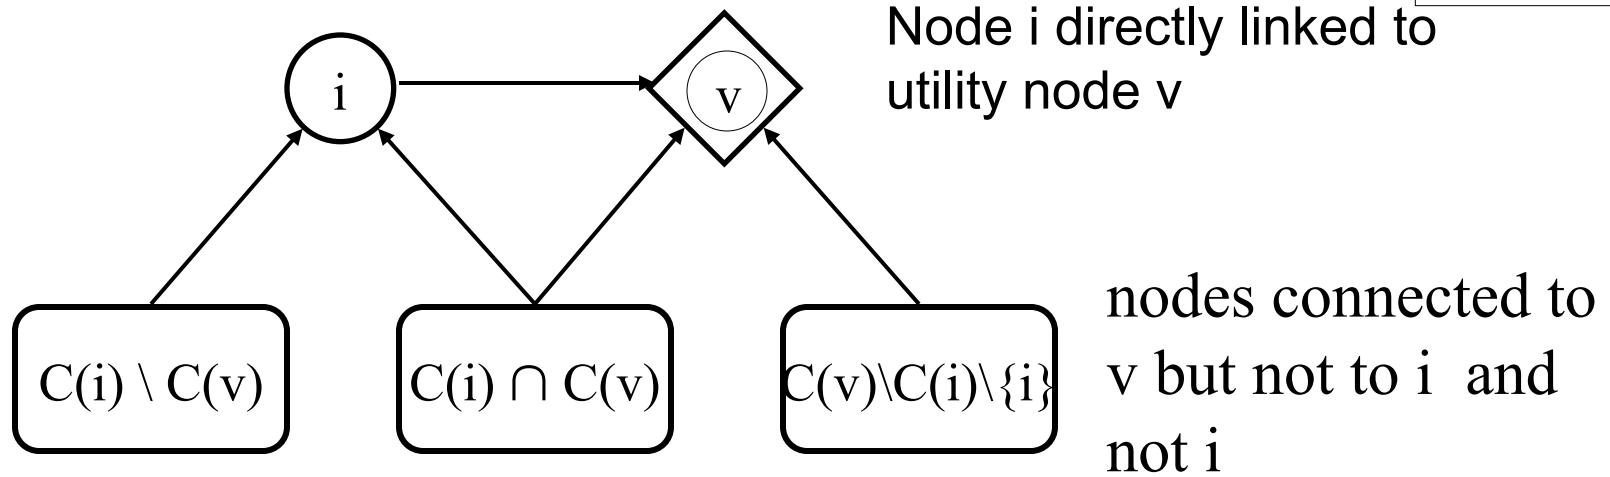 Node i directly linked to
utility node v
i
v
C(i) \ C(v)
C(i) ∩ C(v)
C(v)\C(i)\{i}
nodes connected to
v but not to i and
not i